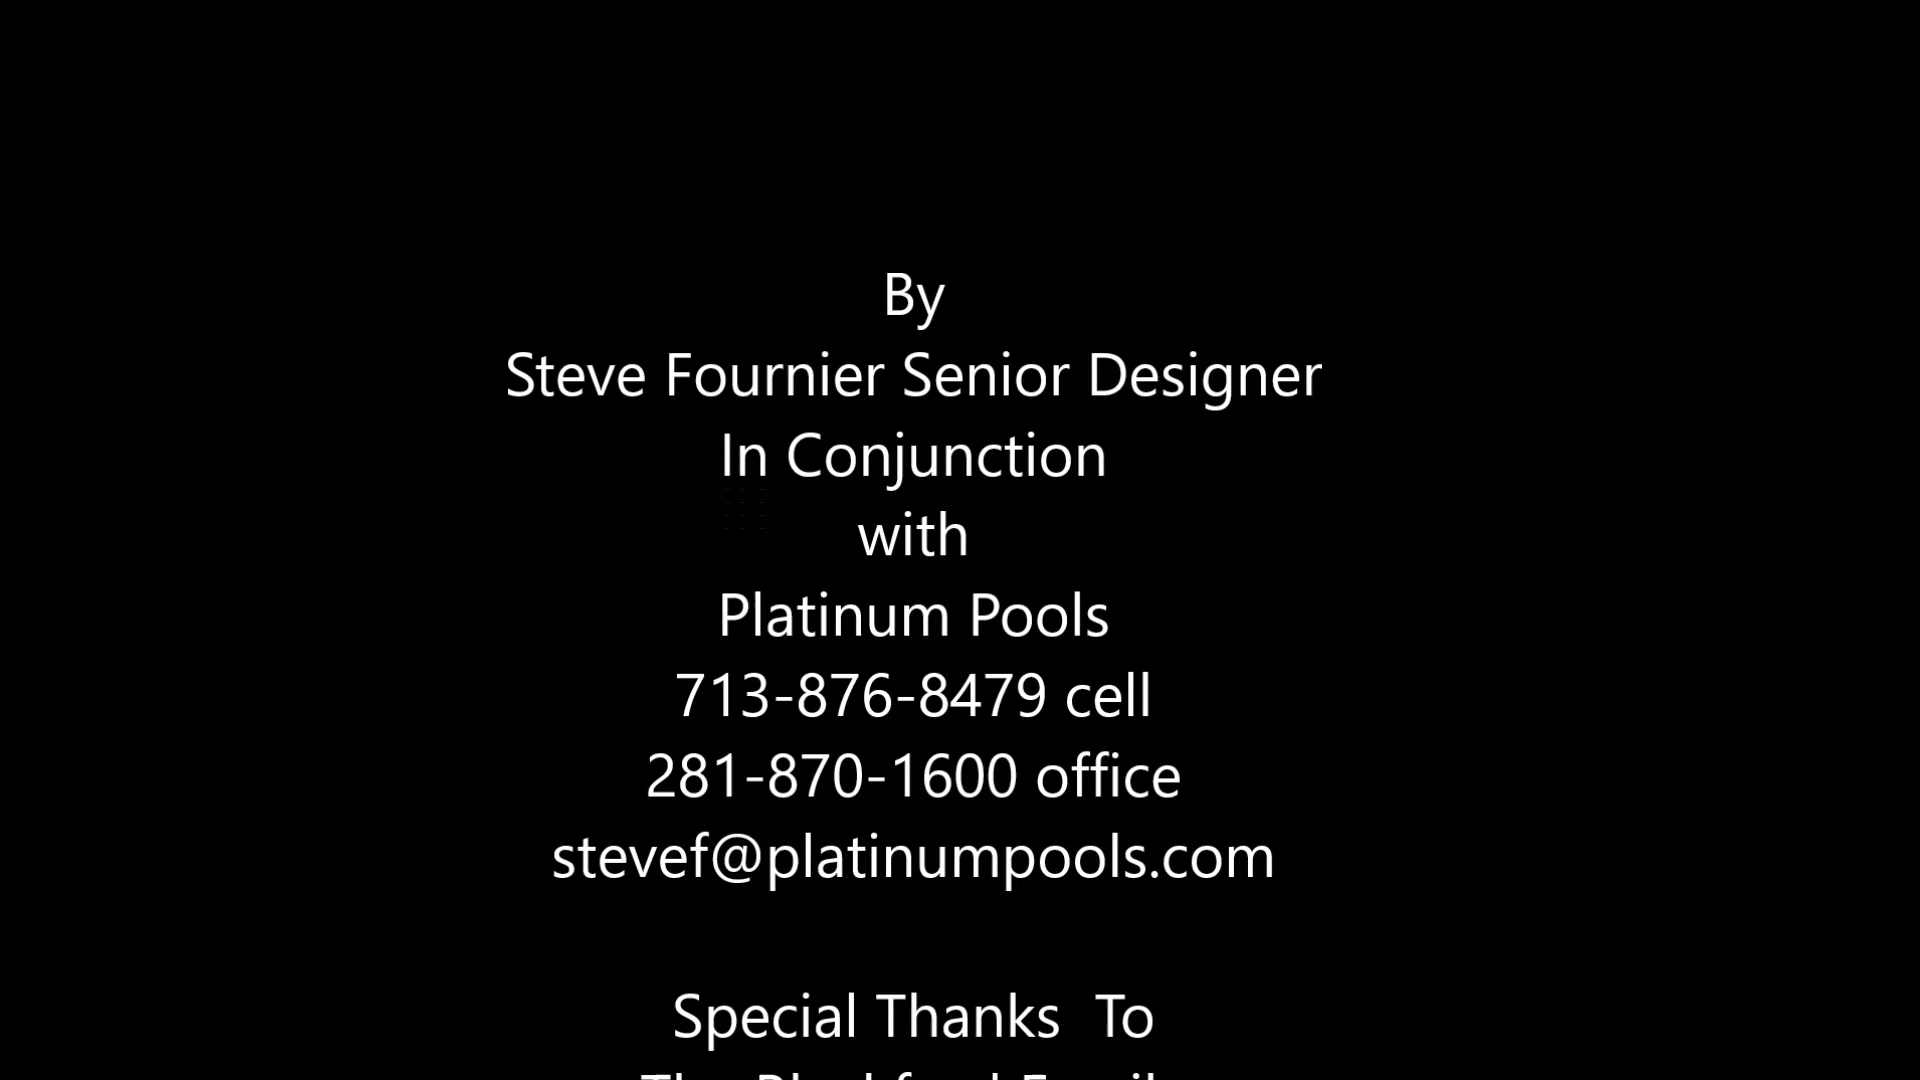 By
Steve Fournier Senior Designer
In Conjunction
with
Platinum Pools
713-876-8479 cell
281-870-1600 office
stevef@platinumpools.com
Special Thanks  To
The